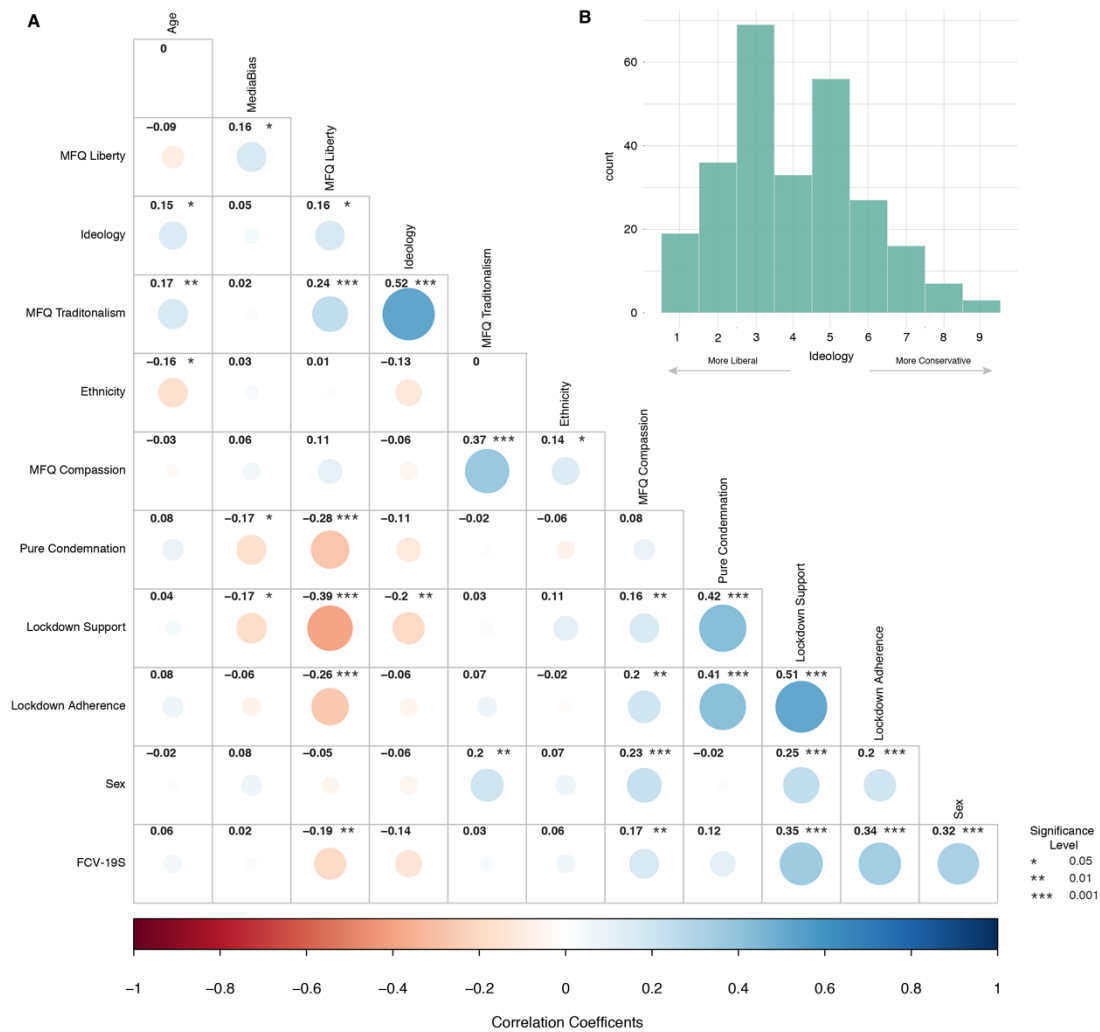 A
Age
0
MediaBias
−0.09
0.16 *
MFQ Liberty
MFQ Liberty
0.15 *
0.05
0.16 *
Ideology
Ideology
0.17 **
0.02
0.24 ***
0.52 ***
MFQ Traditonalism
MFQ Traditonalism
−0.16 *
0.03
0.01
−0.13
0
Ethnicity
Ethnicity
−0.03
0.06
0.11
−0.06
0.37 ***
0.14 *
MFQ Compassion
MFQ Compassion
0.08
−0.17 *
−0.28 ***
−0.11
−0.02
−0.06
0.08
Pure Condemnation
Pure Condemnation
0.04
−0.17 *
−0.39 ***
−0.2 **
0.03
0.11
0.16 **
0.42 ***
Lockdown Support
Lockdown Support
0.08
−0.06
−0.26 ***
−0.06
0.07
−0.02
0.2 **
0.41 ***
0.51 ***
Lockdown Adherence
Lockdown Adherence
−0.02
0.08
−0.05
−0.06
0.2 **
0.07
0.23 ***
−0.02
0.25 ***
0.2 ***
Sex
Sex
0.06
0.02
−0.19 **
−0.14
0.03
0.06
0.17 **
0.12
0.35 ***
0.34 ***
0.32 ***
FCV-19S
Significance
Level
* 0.05
** 0.01
*** 0.001
−1 −0.8 −0.6 −0.4 −0.2 0 0.2 0.4 0.6 0.8 1
Correlation Coefficents
B
60
40
20
0
count
1 2 3 4 5 6 7 8 9
Ideology
More Liberal
More Conservative